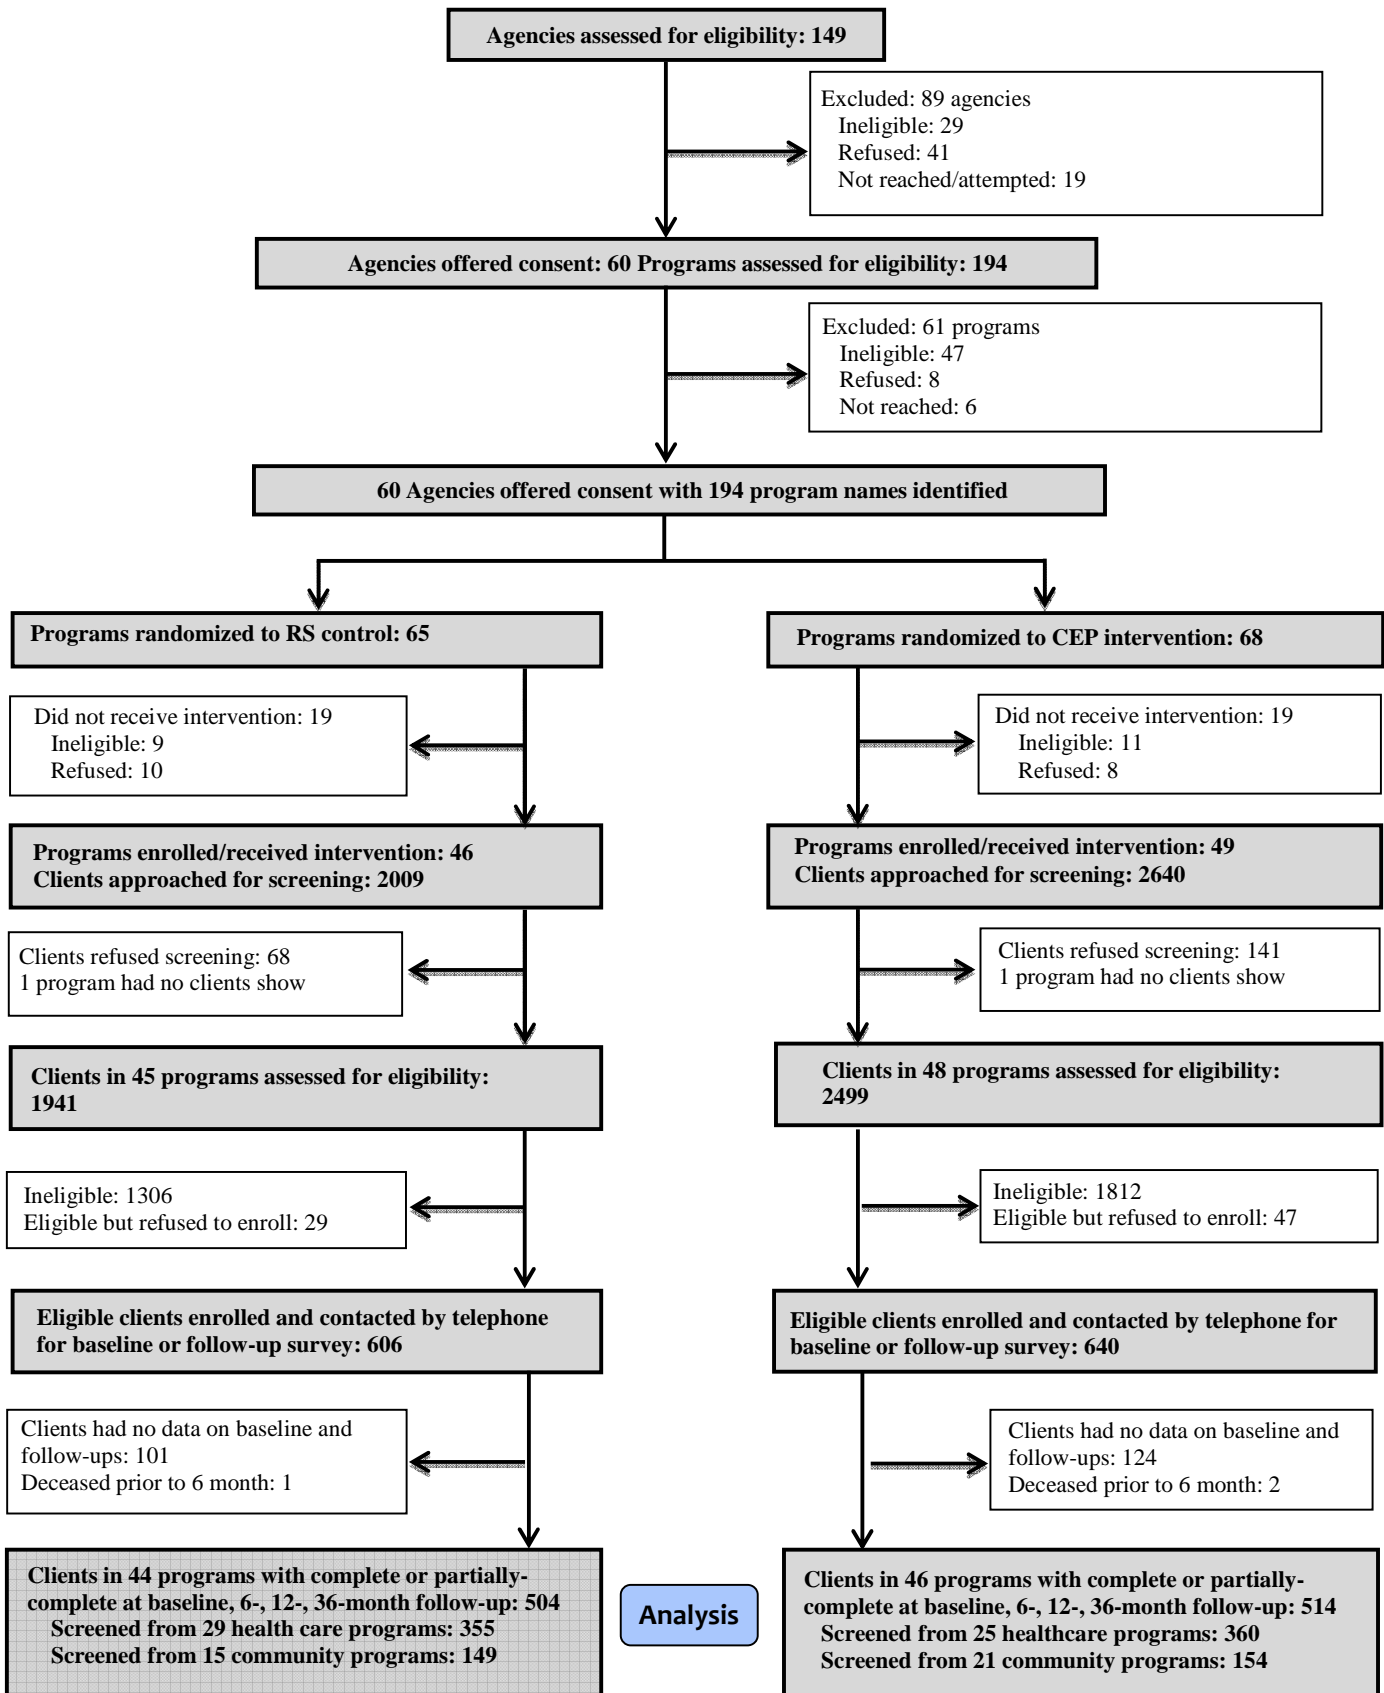 Agencies assessed for eligibility: 149
Excluded: 89 agencies
Ineligible: 29
Refused: 41
Not reached/attempted: 19
Agencies offered consent: 60 Programs assessed for eligibility: 194
Excluded: 61 programs
Ineligible: 47
Refused: 8
Not reached: 6
60 Agencies offered consent with 194 program names identified
Programs randomized to RS control: 65
Programs randomized to CEP intervention: 68
Did not receive intervention: 19
Ineligible: 9
Refused: 10
Did not receive intervention: 19
Ineligible: 11
Refused: 8
Programs enrolled/received intervention: 46
Clients approached for screening: 2009
Programs enrolled/received intervention: 49
Clients approached for screening: 2640
Clients refused screening: 68
1 program had no clients show
Clients refused screening: 141
1 program had no clients show
Clients in 45 programs assessed for eligibility:
1941
Clients in 48 programs assessed for eligibility:
2499
Ineligible: 1306
Eligible but refused to enroll: 29
Ineligible: 1812
Eligible but refused to enroll: 47
Eligible clients enrolled and contacted by telephone
for baseline or follow-up survey: 606
Eligible clients enrolled and contacted by telephone for
baseline or follow-up survey: 640
Clients had no data on baseline and
follow-ups: 101
Deceased prior to 6 month: 1
Clients had no data on baseline and
follow-ups: 124
Deceased prior to 6 month: 2
Clients in 44 programs with complete or partially-
complete at baseline, 6-, 12-, 36-month follow-up: 504
Screened from 29 health care programs: 355
Screened from 15 community programs: 149
Analysis
Clients in 46 programs with complete or partially-
complete at baseline, 6-, 12-, 36-month follow-up: 514
Screened from 25 healthcare programs: 360
Screened from 21 community programs: 154